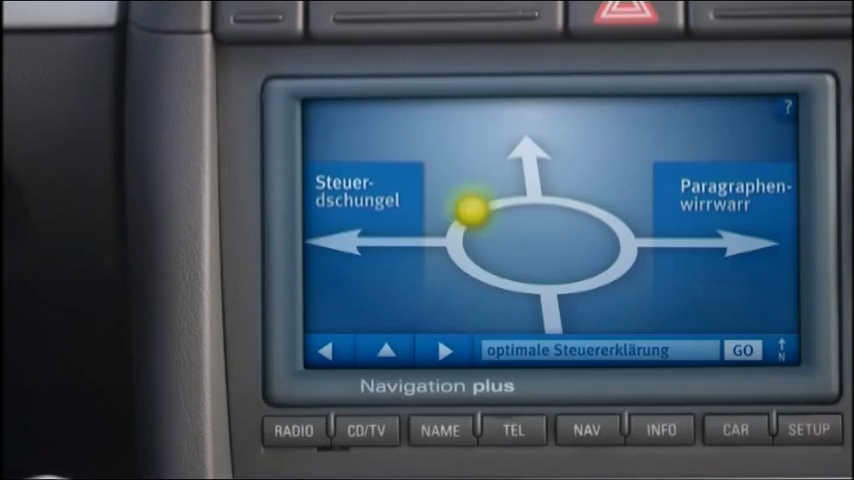 ?
Steuer-
dschungel
Paragraphen-
wirrwarr
optimale Steuererklärung
GO
N
Navigation plus
RADIO
CD/TV
NAME
TEL
NAV
INFO
CAR
SETUP